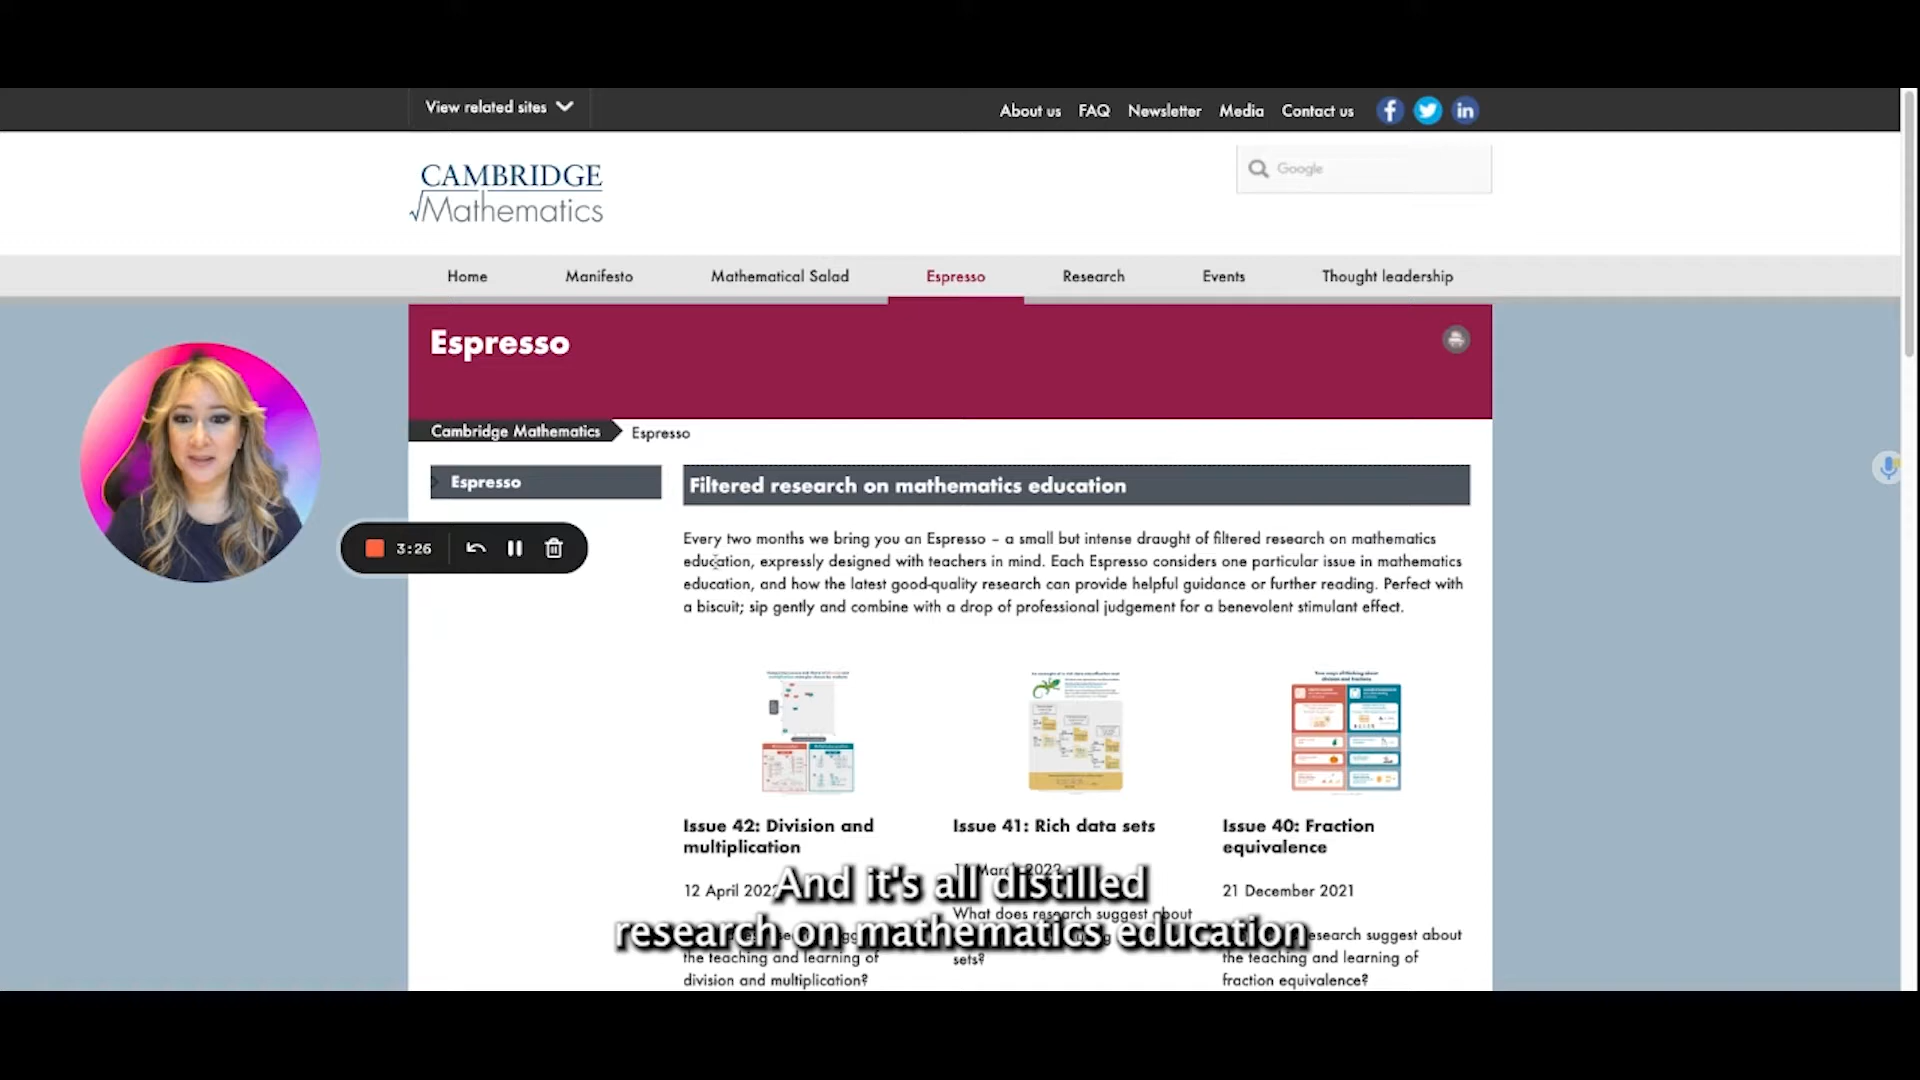 View related sites
About us FAQ Newsletter Media Contact us
CAMBRIDGE
Mathematics
Google
Home Manifesto Mathematical Salad Espresso Research Events Thought leadership
Espresso
Cambridge Mathematics Espresso
Espresso
Filtered research on mathematics education
3:26
Every two months we bring you an Espresso – a small but intense draught of filtered research on mathematics
education, expressly designed with teachers in mind. Each Espresso considers one particular issue in mathematics
education, and how the latest good-quality research can provide helpful guidance or further reading. Perfect with
a biscuit; sip gently and combine with a drop of professional judgement for a benevolent stimulant effect.
Issue 42: Division and
multiplication
12 April 2022
the teaching and learning of
division and multiplication?
Issue 41: Rich data sets
March 2022
What does research suggest about
sets?
Issue 40: Fraction
equivalence
21 December 2021
research suggest about
the teaching and learning of
fraction equivalence?
And it's all distilled
research on mathematics education